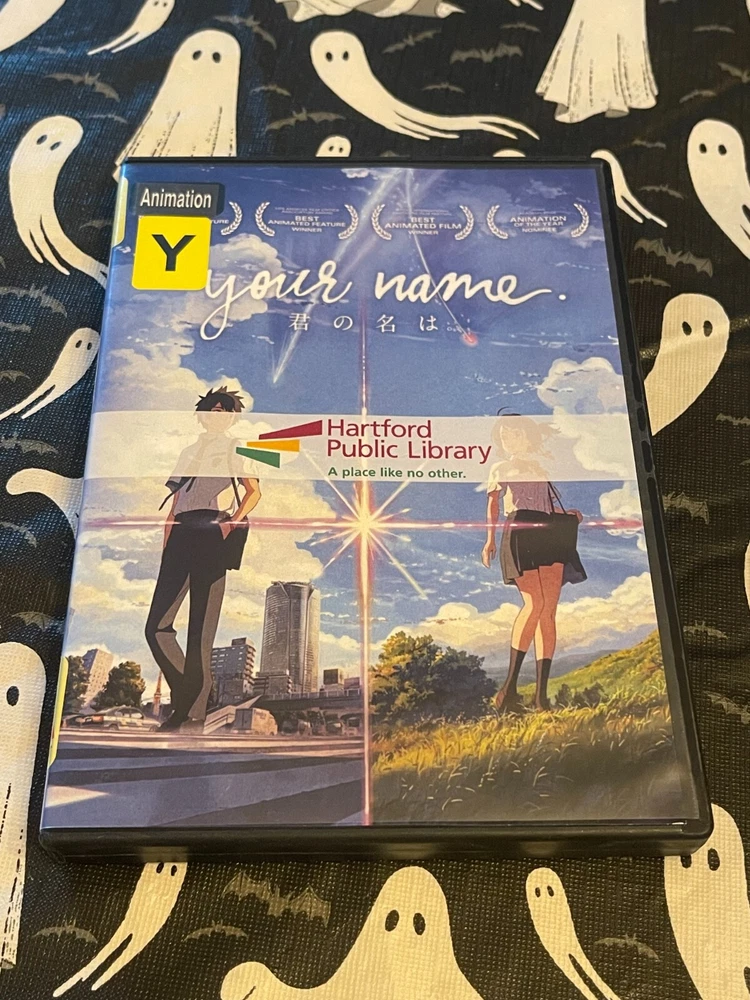 Animation
Y
BEST
ANIMATED FEATURE
WINNER
BEST
ANIMATED FILM
WINNER
ANIMATION
OF THE YEAR
NOMINEE
your name.
君の名は。
Hartford
Public Library
A place like no other.